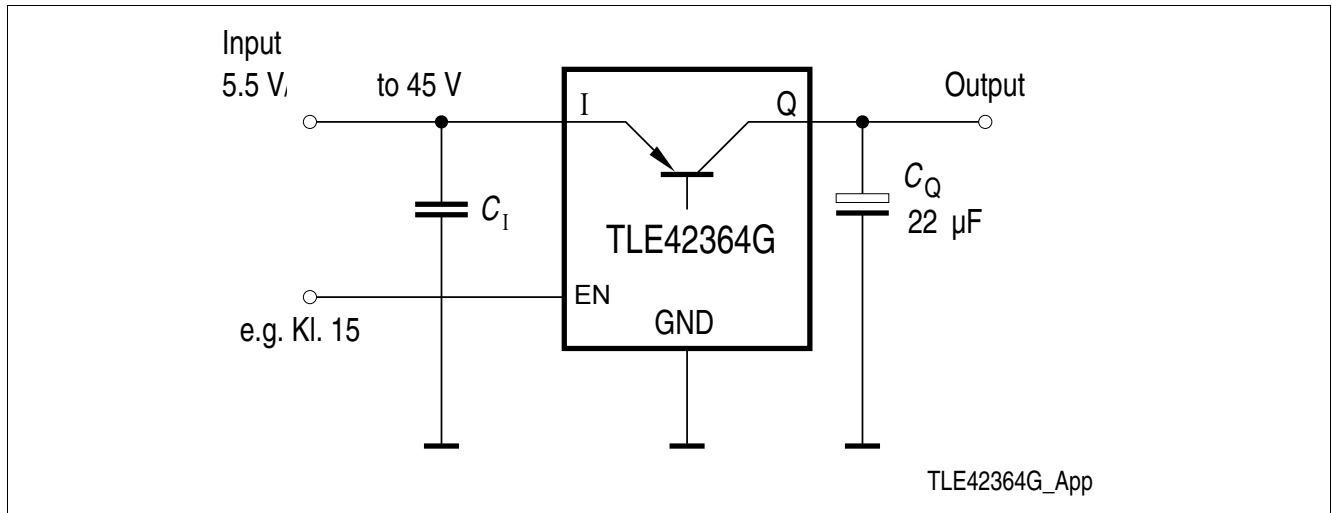 Input
5.5 V, to 45 V
I
Q
Output
C_I
C_Q
22 µF
TLE42364G
EN
GND
e.g. Kl. 15
TLE42364G_App